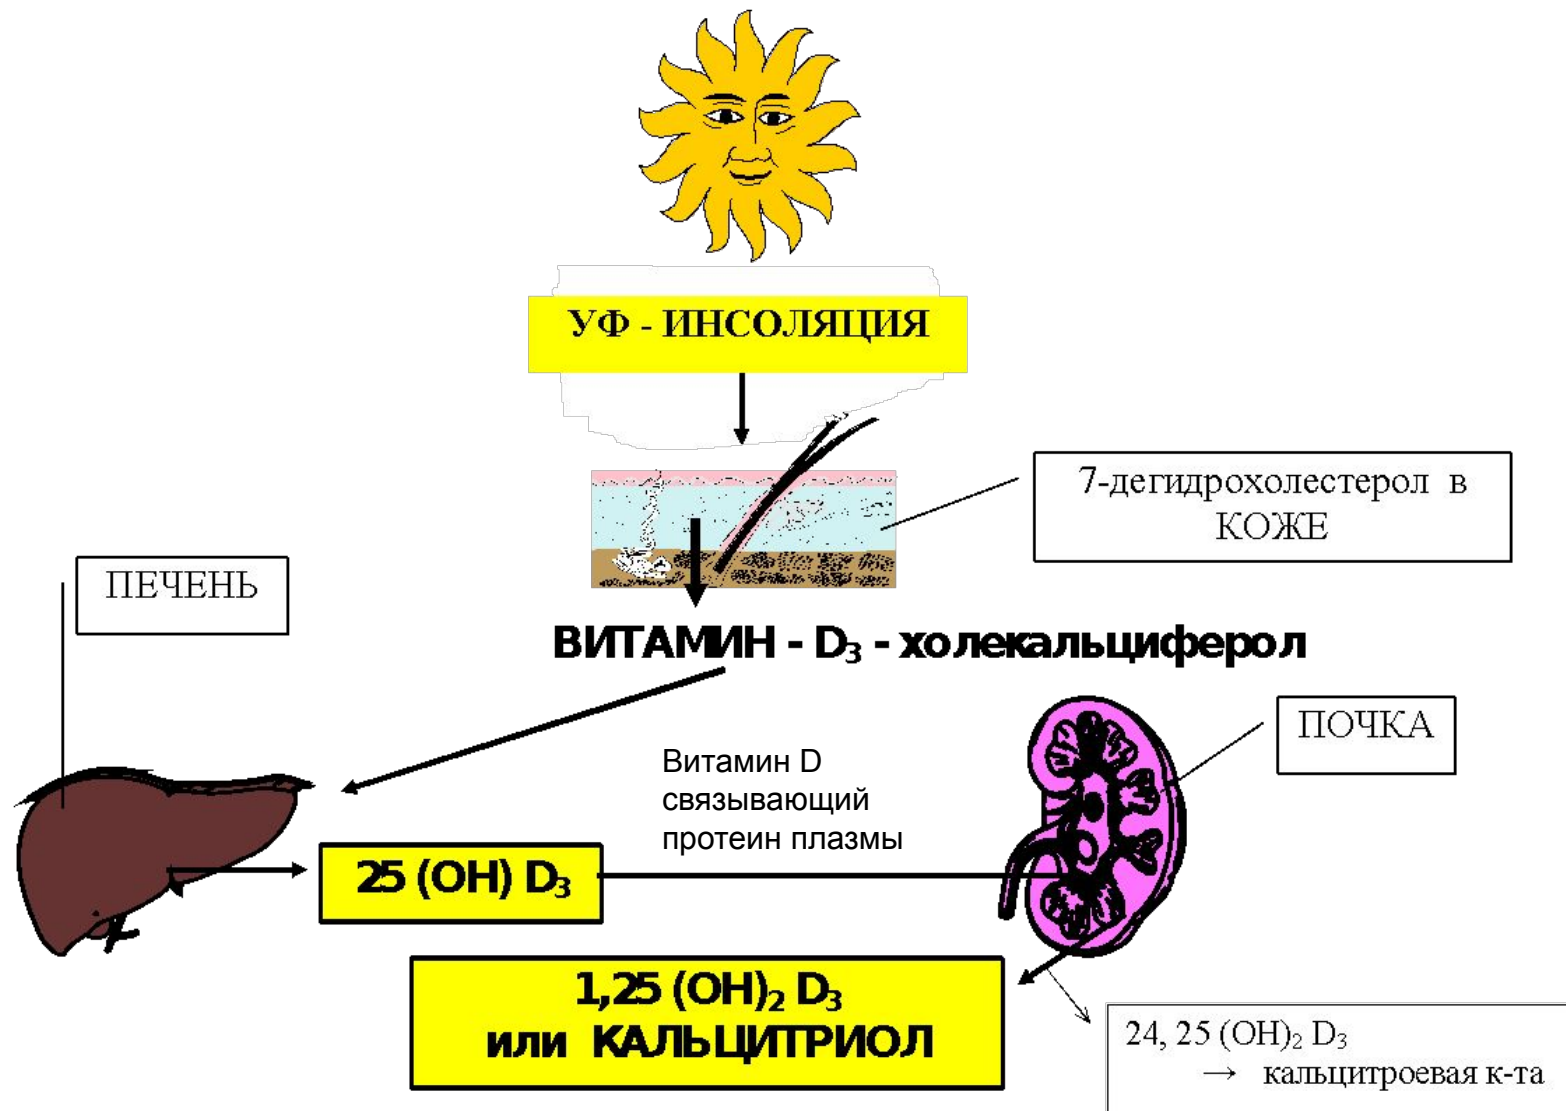 УФ - ИНСОЛЯЦИЯ
7-дегидрохолестерол в
КОЖЕ
ПЕЧЕНЬ
ВИТАМИН - D₃ - холекальциферол
ПОЧКА
Витамин D
связывающий
протеин плазмы
25 (OH) D₃
1,25 (OH)₂ D₃
или КАЛЬЦИТРИОЛ
24, 25 (OH)₂ D₃
→ кальцитроевая к-та